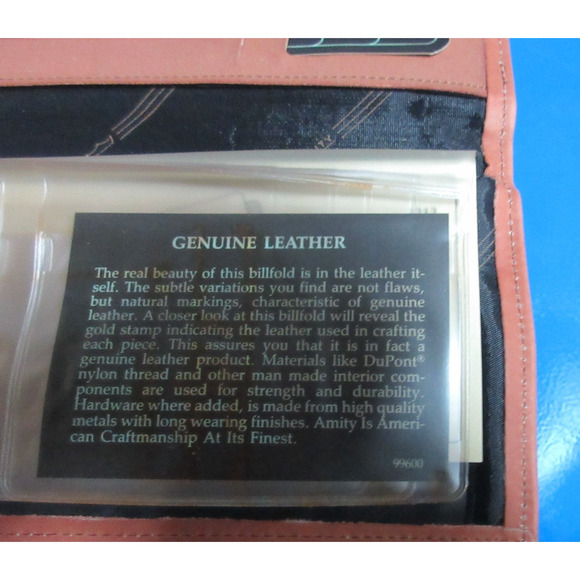 GENUINE LEATHER
The real beauty of this billfold is in the leather it-
self. The subtle variations you find are not flaws,
but natural markings, characteristic of genuine
leather. A closer look at this billfold will reveal the
gold stamp indicating the leather used in crafting
each piece. This assures you that it is in fact a
genuine leather product. Materials like DuPont®
nylon thread and other man made interior com-
ponents are used for strength and durability.
Hardware where added, is made from high quality
metals with long wearing finishes. Amity Is Ameri-
can Craftmanship At Its Finest.
99600